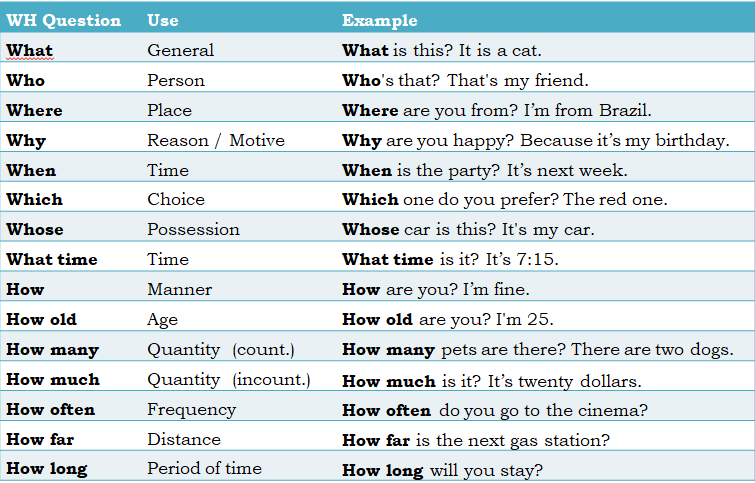 WH Question Use Example
What General What is this? It is a cat.
Who Person Who's that? That's my friend.
Where Place Where are you from? I’m from Brazil.
Why Reason / Motive Why are you happy? Because it’s my birthday.
When Time When is the party? It’s next week.
Which Choice Which one do you prefer? The red one.
Whose Possession Whose car is this? It's my car.
What time Time What time is it? It’s 7:15.
How Manner How are you? I’m fine.
How old Age How old are you? I'm 25.
How many Quantity (count.) How many pets are there? There are two dogs.
How much Quantity (incount.) How much is it? It’s twenty dollars.
How often Frequency How often do you go to the cinema?
How far Distance How far is the next gas station?
How long Period of time How long will you stay?